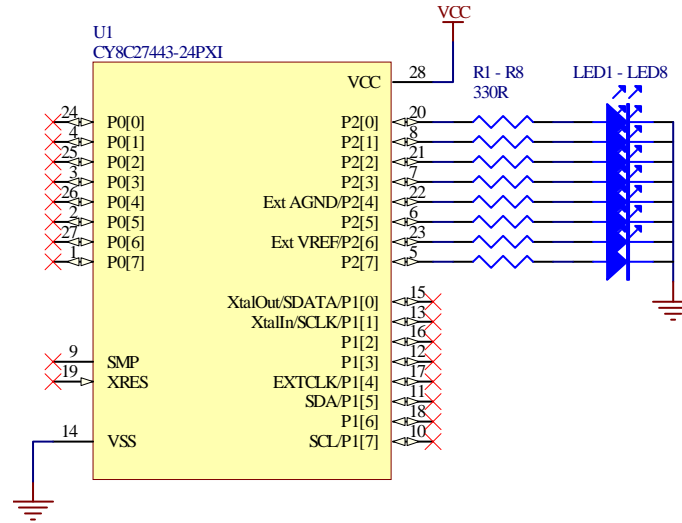 VCC
U1
CY8C27443-24PXI
R1 - R8
330R
LED1 - LED8
VCC 28
24 P0[0] P2[0] 20
4 P0[1] P2[1] 8
25 P0[2] P2[2] 21
3 P0[3] P2[3] 7
26 P0[4] Ext AGND/P2[4] 22
2 P0[5] P2[5] 6
27 P0[6] Ext VREF/P2[6] 23
1 P0[7] P2[7] 5
XtalOut/SDATA/P1[0] 15
XtalIn/SCLK/P1[1] 13
P1[2] 16
9 SMP P1[3] 12
19 XRES EXTCLK/P1[4] 17
SDA/P1[5] 11
P1[6] 18
14 VSS SCL/P1[7] 10